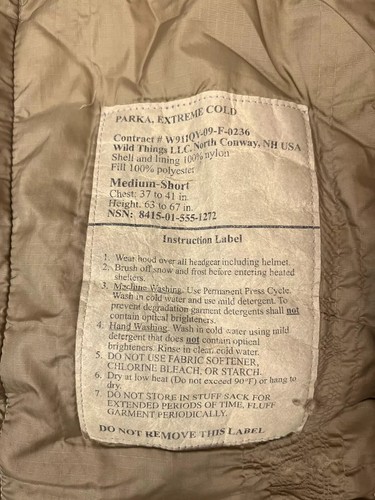 PARKA, EXTREME COLD
Contract # W911QY-09-F-0236
Wild Things LLC, North Conway, NH USA
Shell and lining 100% nylon
Fill 100% polyester
Medium-Short
Chest: 37 to 41 in.
Height: 63 to 67 in.
NSN: 8415-01-555-1272
Instruction Label
1. Wear hood over all headgear including helmet.
2. Brush off snow and frost before entering heated
shelters.
3. Machine Washing. Use Permanent Press Cycle.
Wash in cold water and use mild detergent. To
prevent degradation garment detergents shall not
contain optical brighteners.
4. Hand Washing. Wash in cold water using mild
detergent that does not contain optical
brighteners. Rinse in clear, cold water.
5. DO NOT USE FABRIC SOFTENER,
CHLORINE BLEACH, OR STARCH.
6. Dry at low heat (Do not exceed 90°F) or hang to
dry.
7. DO NOT STORE IN STUFF SACK FOR
EXTENDED PERIODS OF TIME. FLUFF
GARMENT PERIODICALLY.
DO NOT REMOVE THIS LABEL